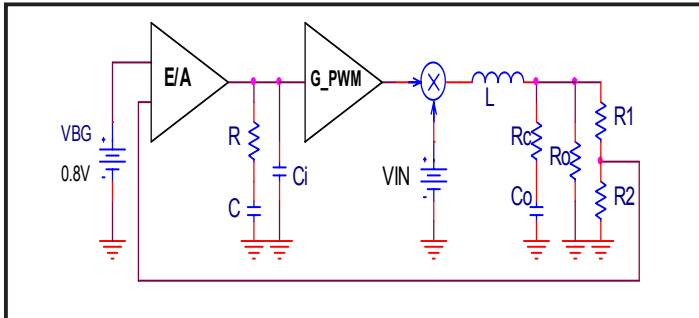 E/A
G_PWM
X
VBG
+
-
0.8V
R
C
Ci
VIN
+
-
L
Rc
Co
Ro
R1
R2